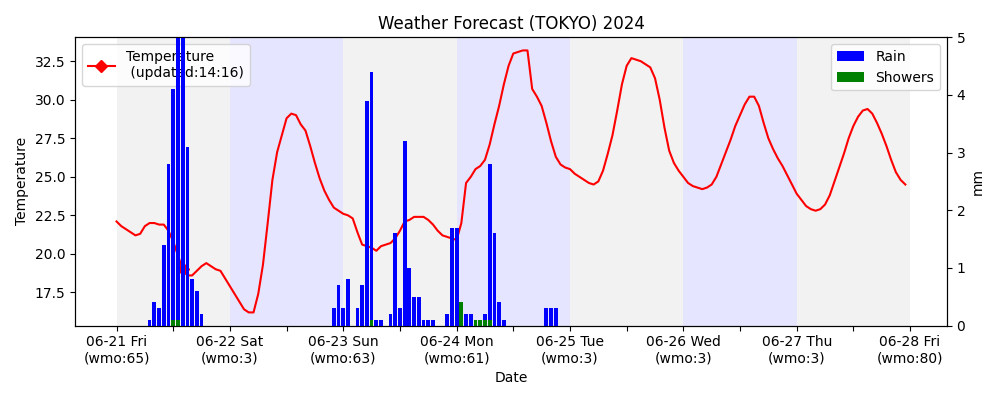 Weather Forecast (TOKYO) 2024
Temperature
(updated:14:16)
Rain
Showers
Temperature
32.5
30.0
27.5
25.0
22.5
20.0
17.5
5
4
3
2
1
0
mm
06-21 Fri
(wmo:65)
06-22 Sat
(wmo:3)
06-23 Sun
(wmo:63)
06-24 Mon
(wmo:61)
06-25 Tue
(wmo:3)
06-26 Wed
(wmo:3)
06-27 Thu
(wmo:3)
06-28 Fri
(wmo:80)
Date